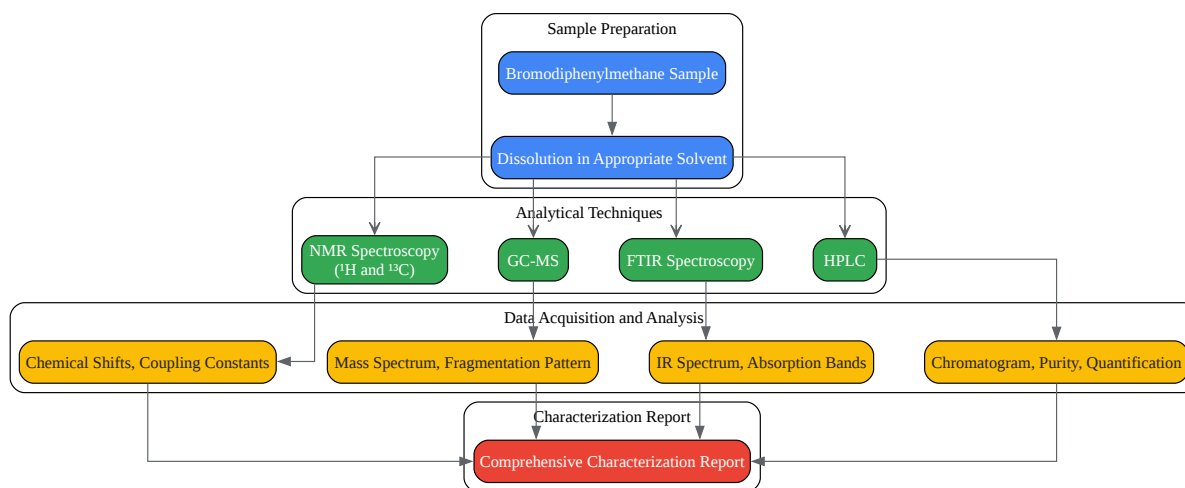 Sample Preparation
Bromodiphenylmethane Sample
Dissolution in Appropriate Solvent
Analytical Techniques
NMR Spectroscopy
(¹H and ¹³C)
GC-MS
FTIR Spectroscopy
HPLC
Data Acquisition and Analysis
Chemical Shifts, Coupling Constants
Mass Spectrum, Fragmentation Pattern
IR Spectrum, Absorption Bands
Chromatogram, Purity, Quantification
Characterization Report
Comprehensive Characterization Report